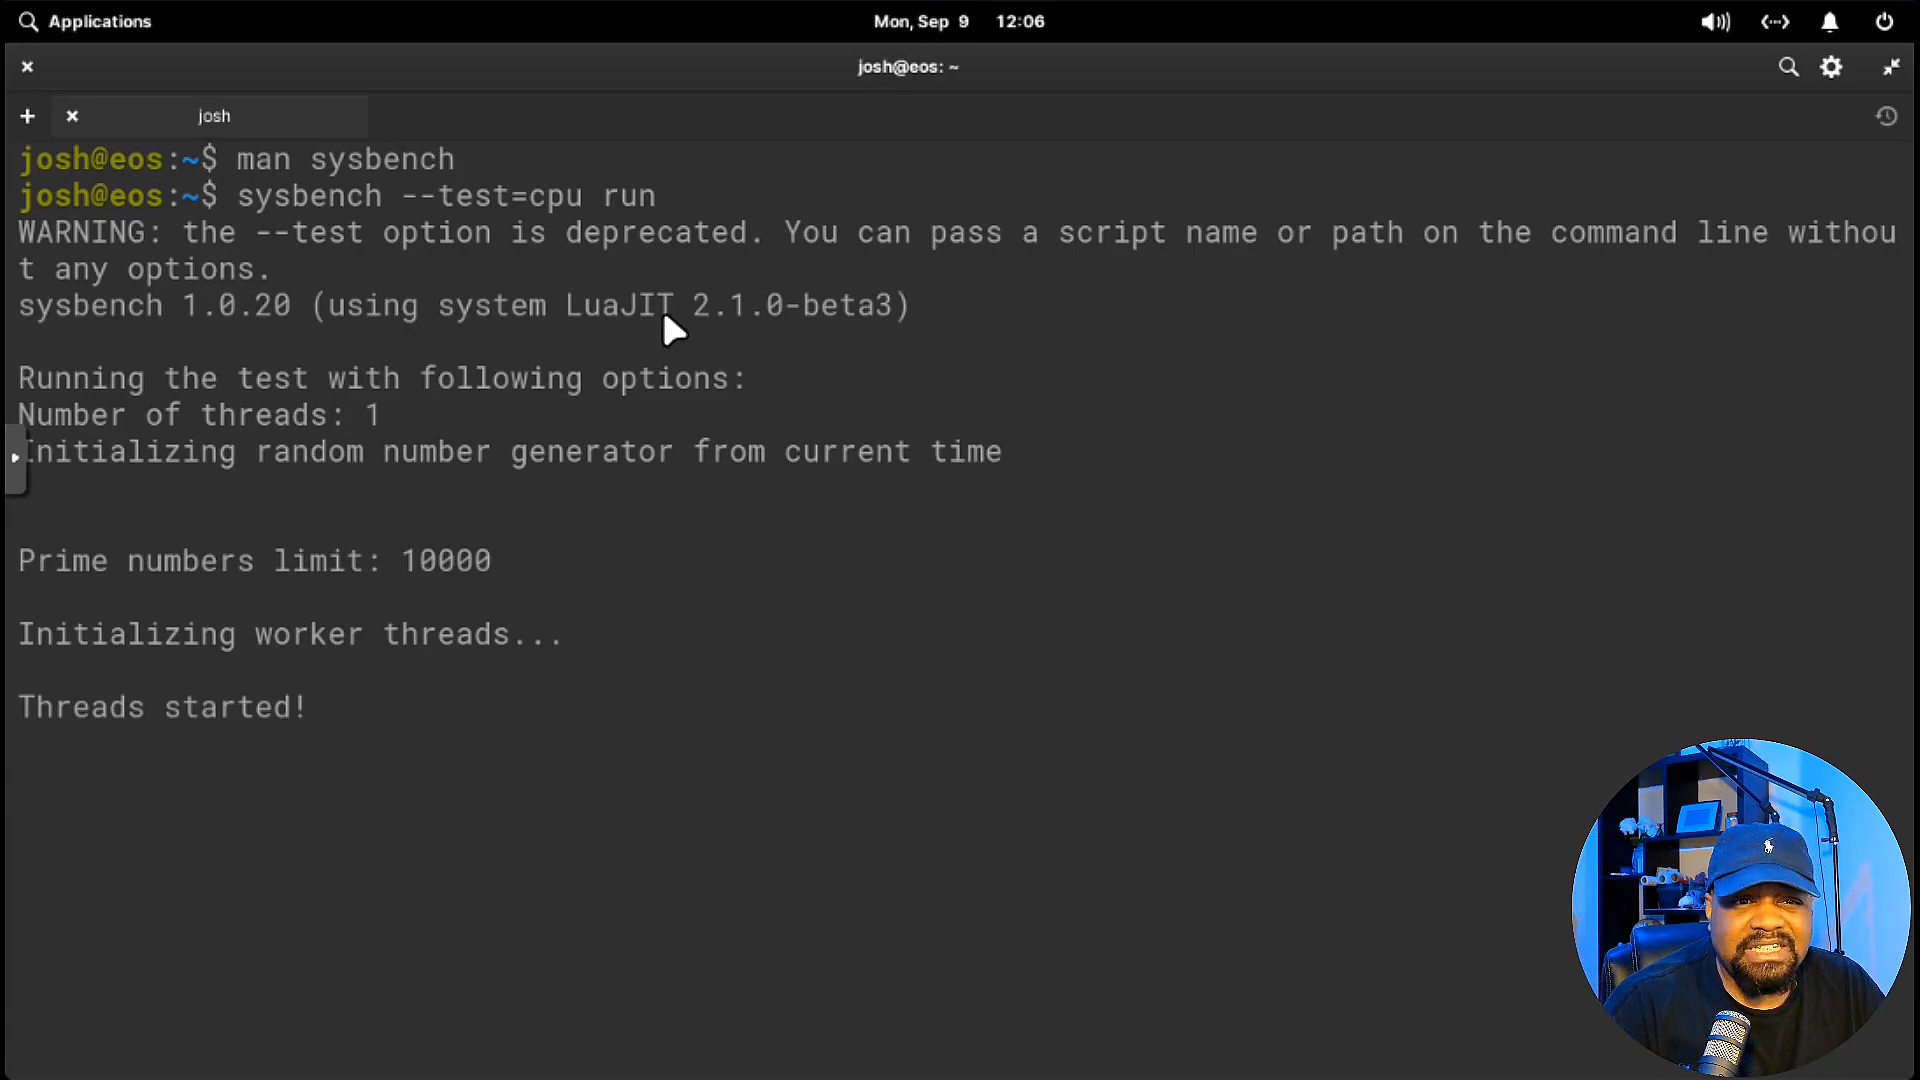 Applications
Mon, Sep 9 12:06
josh@eos: ~
josh
josh@eos:~$ man sysbench
josh@eos:~$ sysbench --test=cpu run
WARNING: the --test option is deprecated. You can pass a script name or path on the command line withou
t any options.
sysbench 1.0.20 (using system LuaJIT 2.1.0-beta3)
Running the test with following options:
Number of threads: 1
Initializing random number generator from current time
Prime numbers limit: 10000
Initializing worker threads...
Threads started!